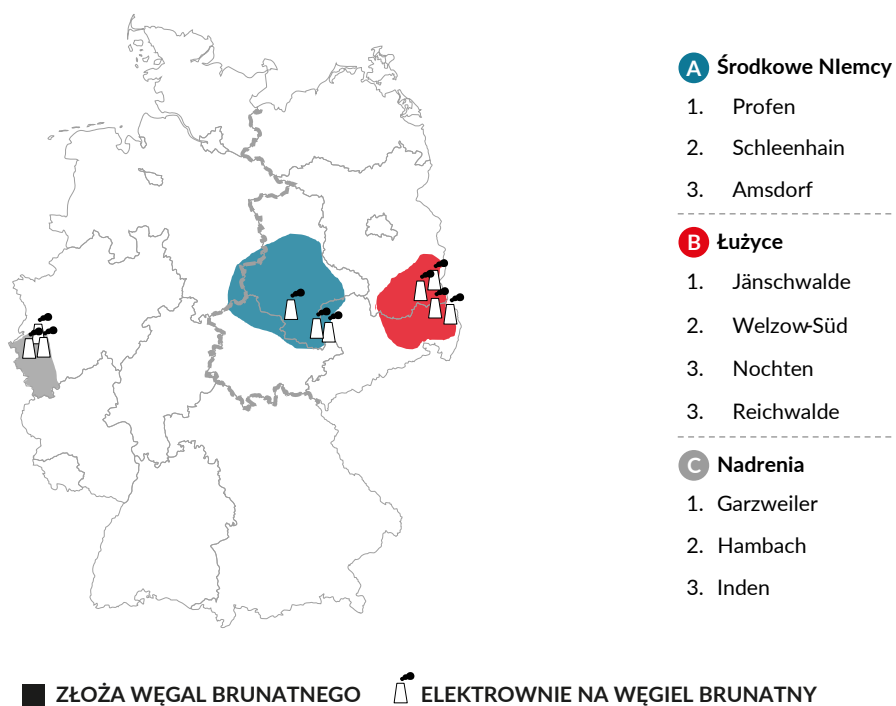 A Środkowe NIemcy
1. Profen
2. Schleenhain
3. Amsdorf
B Łużyce
1. Jänschwalde
2. Welzow-Süd
3. Nochten
3. Reichwalde
C Nadrenia
1. Garzweiler
2. Hambach
3. Inden
ZŁOŻA WĘGAL BRUNATNEGO
ELEKTROWNIE NA WĘGIEL BRUNATNY